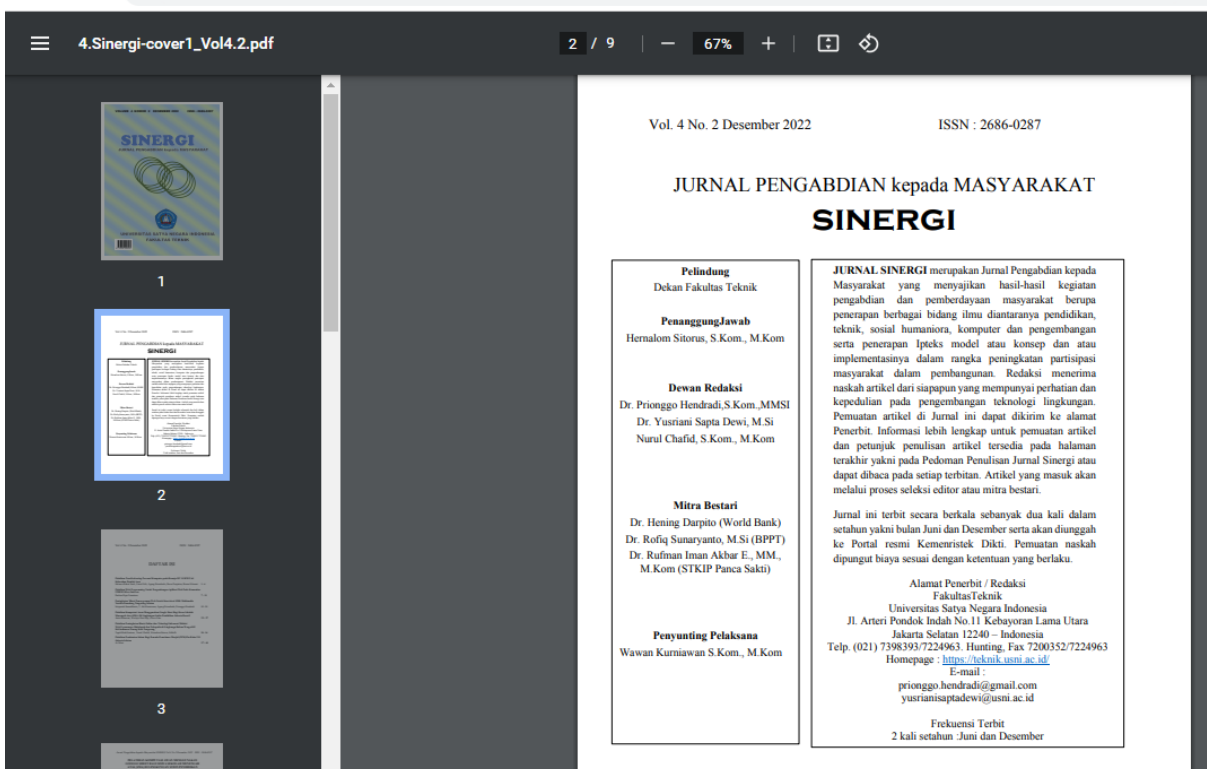 4.Sinergi-cover1_Vol4.2.pdf
2 / 9
67%
SINERGI
1
2
3
Vol. 4 No. 2 Desember 2022 ISSN : 2686-0287
JURNAL PENGABDIAN kepada MASYARAKAT
SINERGI
Pelindung
Dekan Fakultas Teknik
PenanggungJawab
Hernalom Sitorus, S.Kom., M.Kom
Dewan Redaksi
Dr. Prionggo Hendradi,S.Kom.,MMSI
Dr. Yusriani Sapta Dewi, M.Si
Nurul Chafid, S.Kom., M.Kom
Mitra Bestari
Dr. Hening Darpito (World Bank)
Dr. Rofiq Sunaryanto, M.Si (BPPT)
Dr. Rufman Iman Akbar E., MM.,
M.Kom (STKIP Panca Sakti)
Penyunting Pelaksana
Wawan Kurniawan S.Kom., M.Kom
JURNAL SINERGI merupakan Jurnal Pengabdian kepada
Masyarakat yang menyajikan hasil-hasil kegiatan
pengabdian dan pemberdayaan masyarakat berupa
penerapan berbagai bidang ilmu diantaranya pendidikan,
teknik, sosial humaniora, komputer dan pengembangan
serta penerapan Ipteks model atau konsep dan atau
implementasinya dalam rangka peningkatan partisipasi
masyarakat dalam pembangunan. Redaksi menerima
naskah artikel dari siapapun yang mempunyai perhatian dan
kepedulian pada pengembangan teknologi lingkungan.
Pemuatan artikel di Jurnal ini dapat dikirim ke alamat
Penerbit. Informasi lebih lengkap untuk pemuatan artikel
dan petunjuk penulisan artikel tersedia pada halaman
terakhir yakni pada Pedoman Penulisan Jurnal Sinergi atau
dapat dibaca pada setiap terbitan. Artikel yang masuk akan
melalui proses seleksi editor atau mitra bestari.
Jurnal ini terbit secara berkala sebanyak dua kali dalam
setahun yakni bulan Juni dan Desember serta akan diunggah
ke Portal resmi Kemenristek Dikti. Pemuatan naskah
dipungut biaya sesuai dengan ketentuan yang berlaku.
Alamat Penerbit / Redaksi
FakultasTeknik
Universitas Satya Negara Indonesia
Jl. Arteri Pondok Indah No.11 Kebayoran Lama Utara
Jakarta Selatan 12240 – Indonesia
Telp. (021) 7398393/7224963. Hunting, Fax 7200352/7224963
Homepage : https://teknik.usni.ac.id/
E-mail :
prionggo.hendradi@gmail.com
yusrianisaptadewi@usni.ac.id
Frekuensi Terbit
2 kali setahun :Juni dan Desember